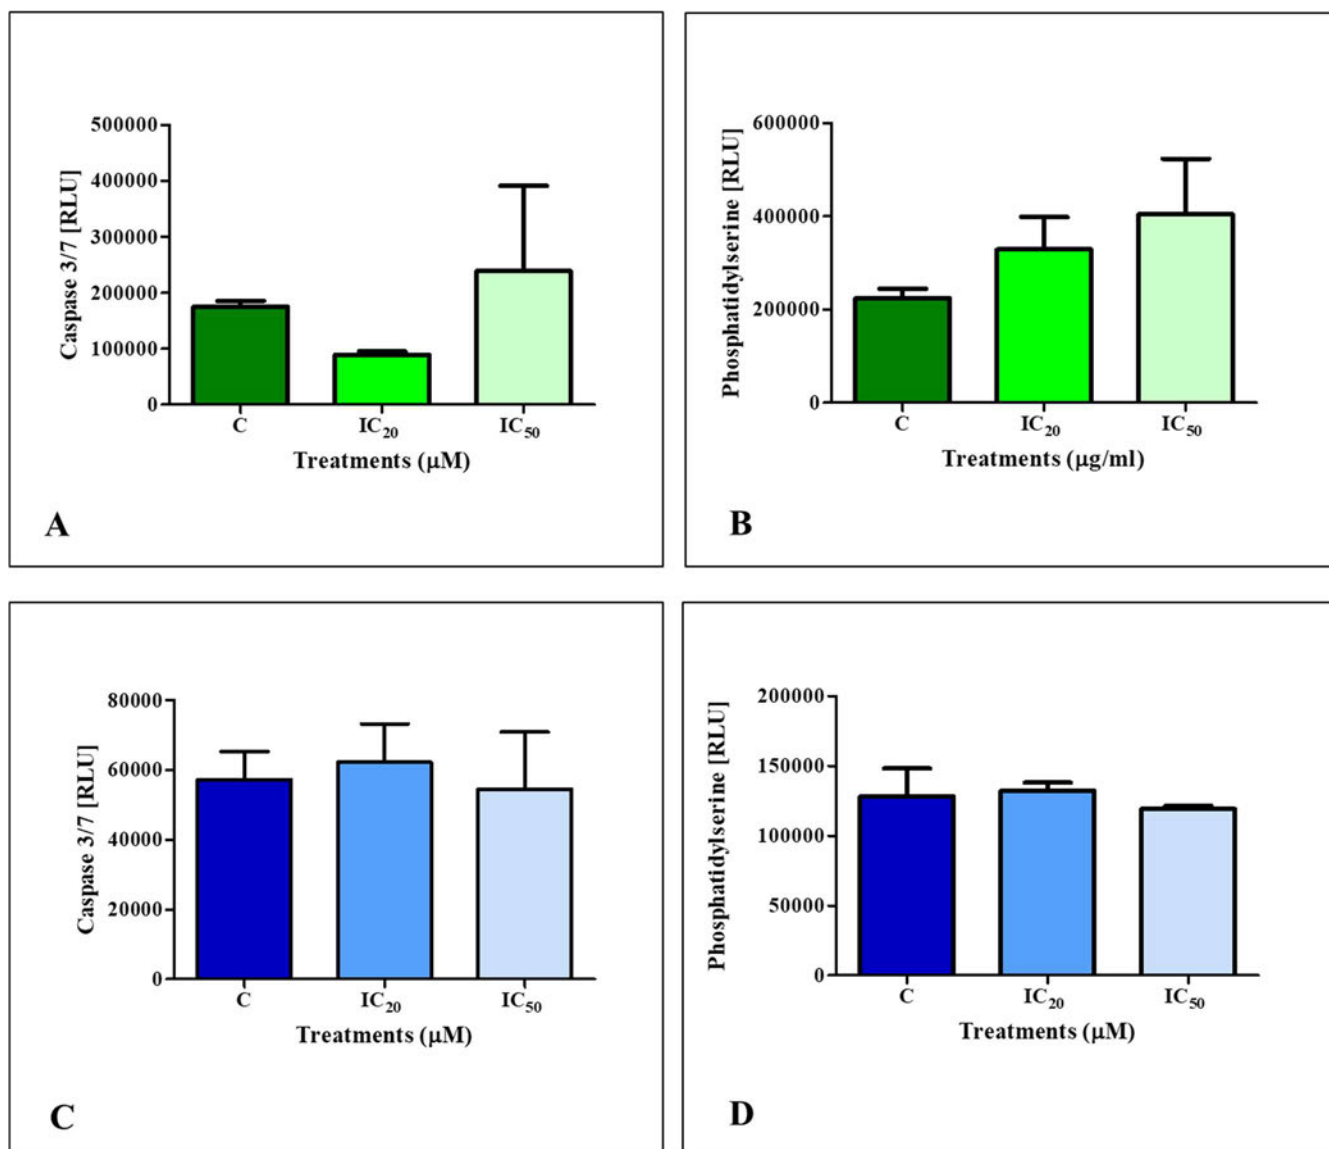 500000
400000
300000
200000
100000
0
Caspase 3/7 [RLU]
C IC20 IC50
Treatments (μM)
A
600000
400000
200000
0
Phosphatidylserine [RLU]
C IC20 IC50
Treatments (μg/ml)
B
80000
60000
40000
20000
0
Caspase 3/7 [RLU]
C IC20 IC50
Treatments (μM)
C
200000
150000
100000
50000
0
Phosphatidylserine [RLU]
C IC20 IC50
Treatments (μM)
D